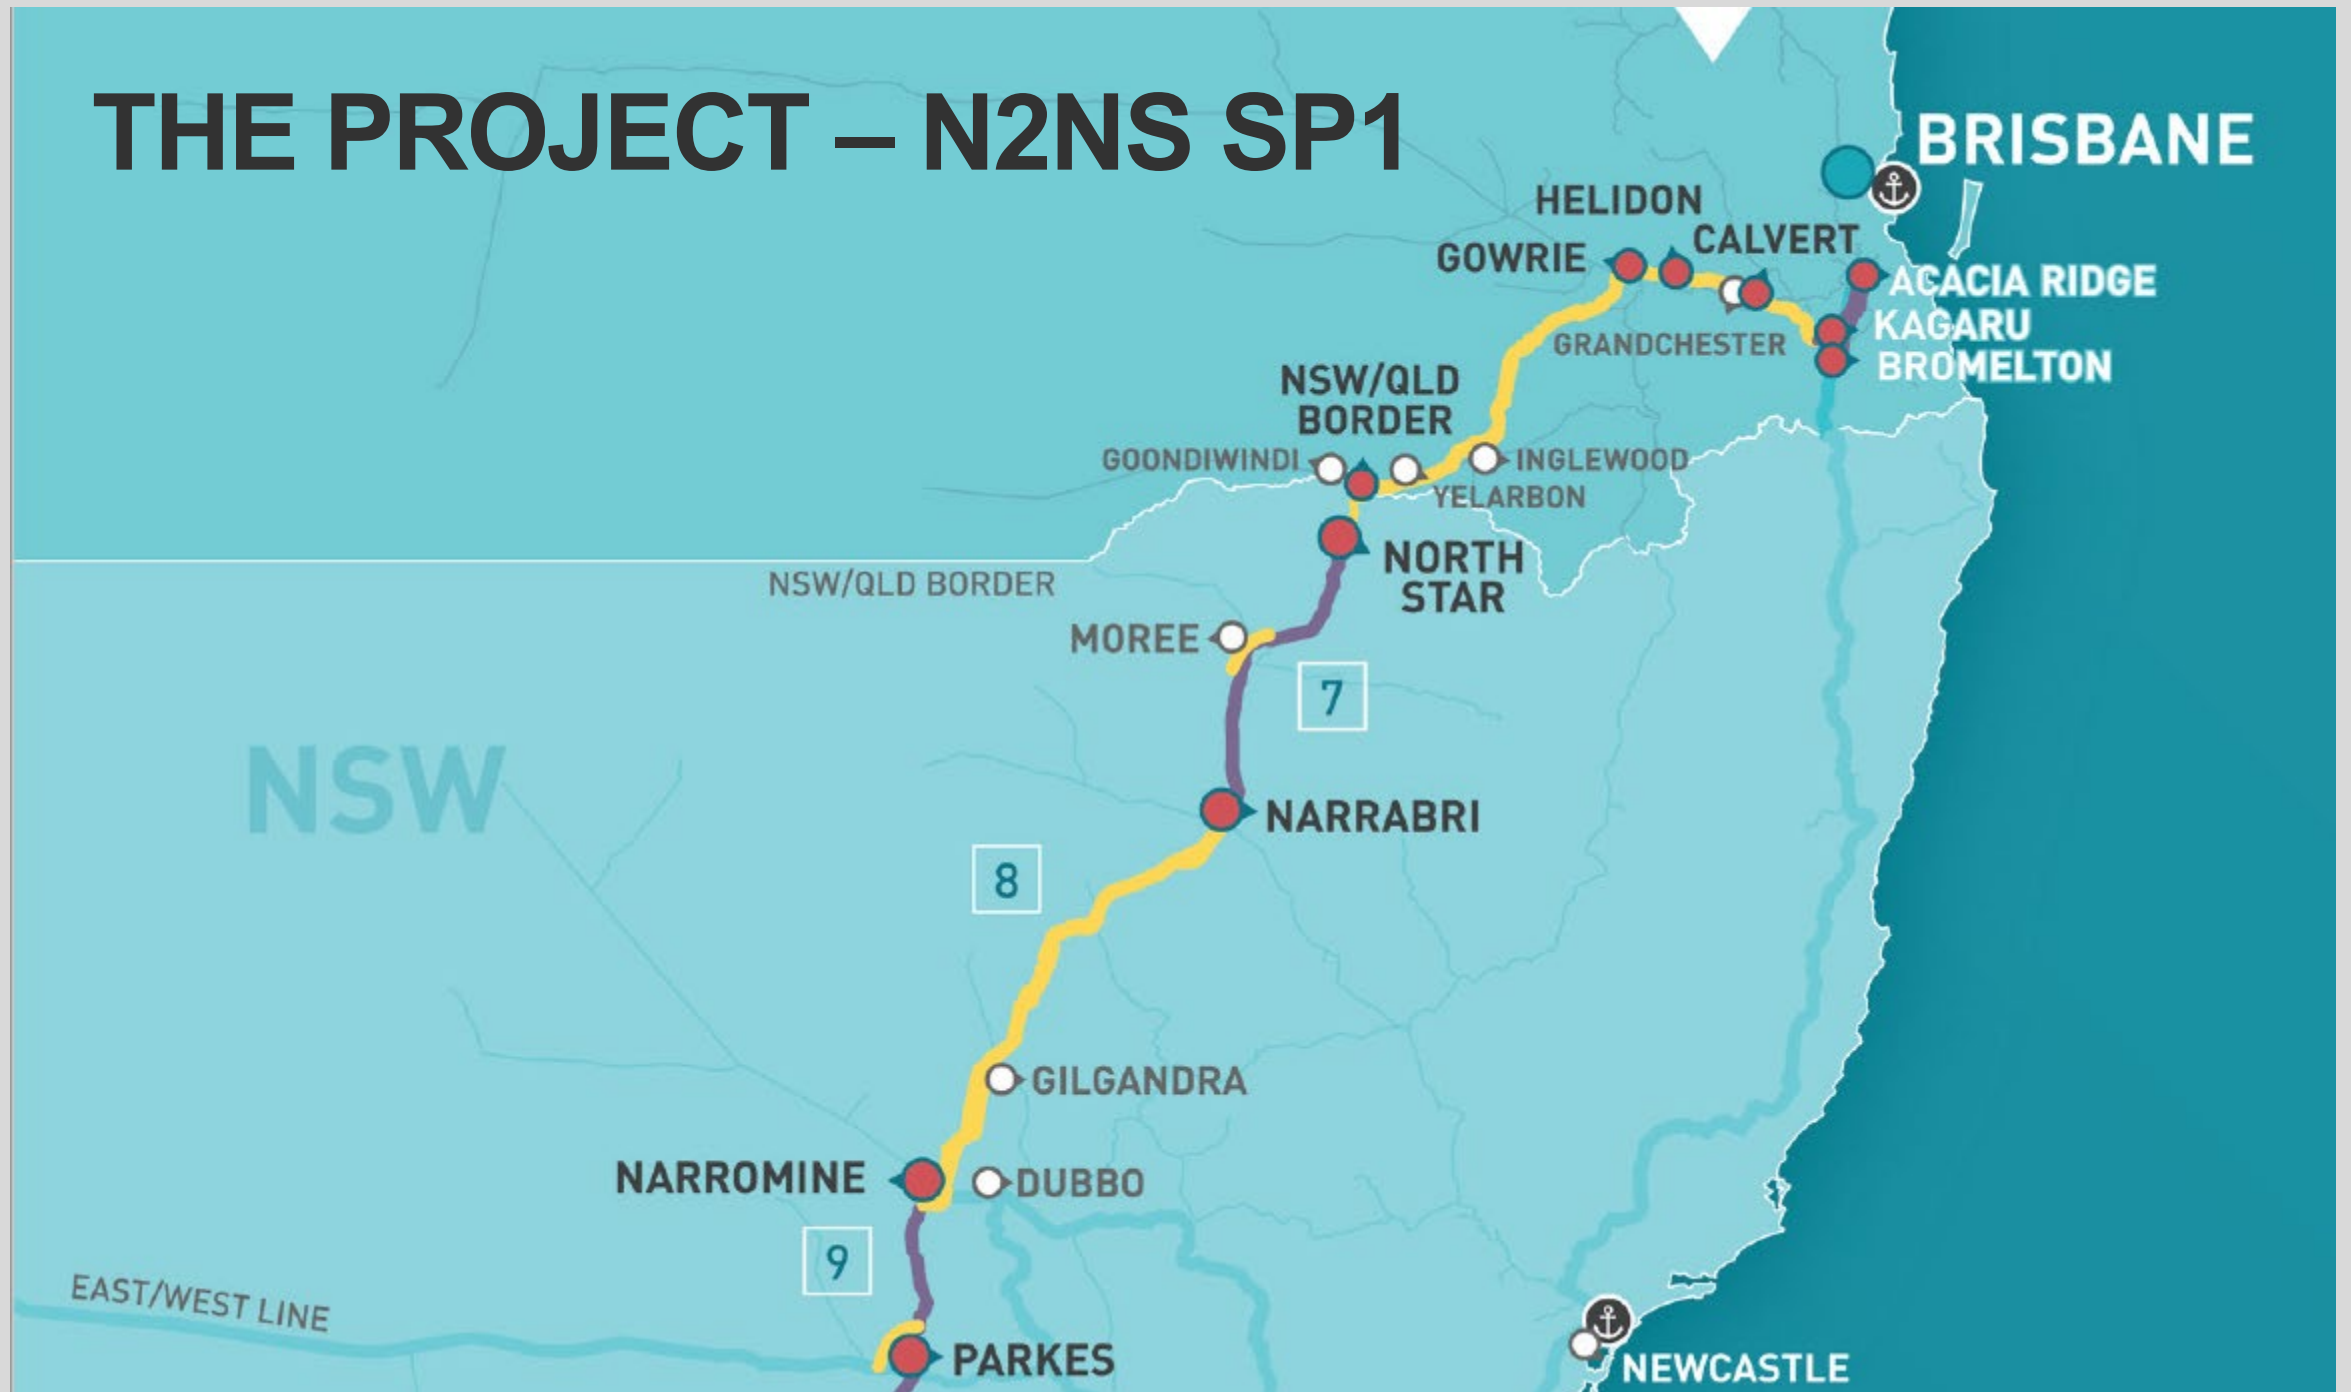 THE PROJECT – N2NS SP1
BRISBANE
HELIDON
CALVERT
GOWRIE
ACACIA RIDGE
KAGARU
GRANDCHESTER
BROMELTON
NSW/QLD
BORDER
GOONDIWINDI
INGLEWOOD
YELARBON
NORTH
STAR
NSW/QLD BORDER
MOREE
7
NSW
NARRABRI
8
GILGANDRA
NARROMINE
DUBBO
9
EAST/WEST LINE
PARKES
NEWCASTLE